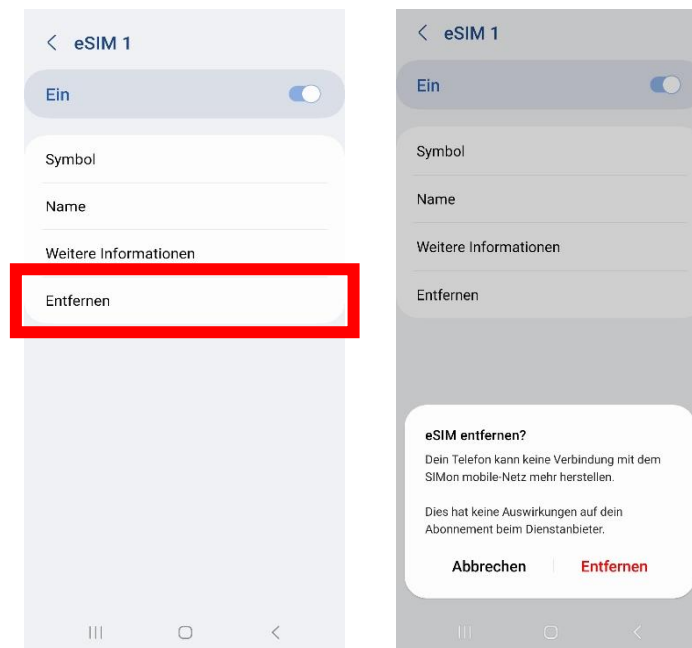 eSIM 1
Ein
Symbol
Name
Weitere Informationen
Entfernen
eSIM 1
Ein
Symbol
Name
Weitere Informationen
Entfernen
eSIM entfernen?
Dein Telefon kann keine Verbindung mit dem
SIMon mobile-Netz mehr herstellen.
Dies hat keine Auswirkungen auf dein
Abonnement beim Dienstanbieter.
Abbrechen Entfernen